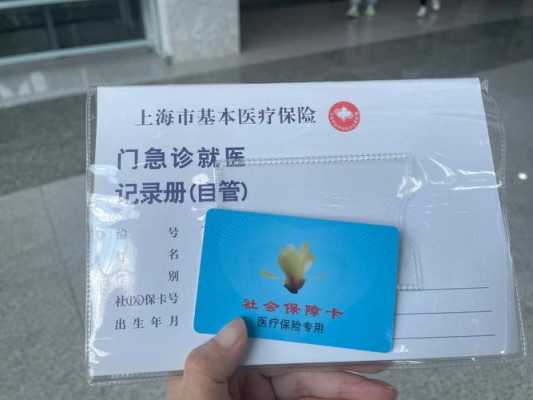 上海市基本医疗保险
门急诊就医
记录册(自管)
号
名
别
社(医)保卡号
出生年月
社会保障卡
医疗保险专用